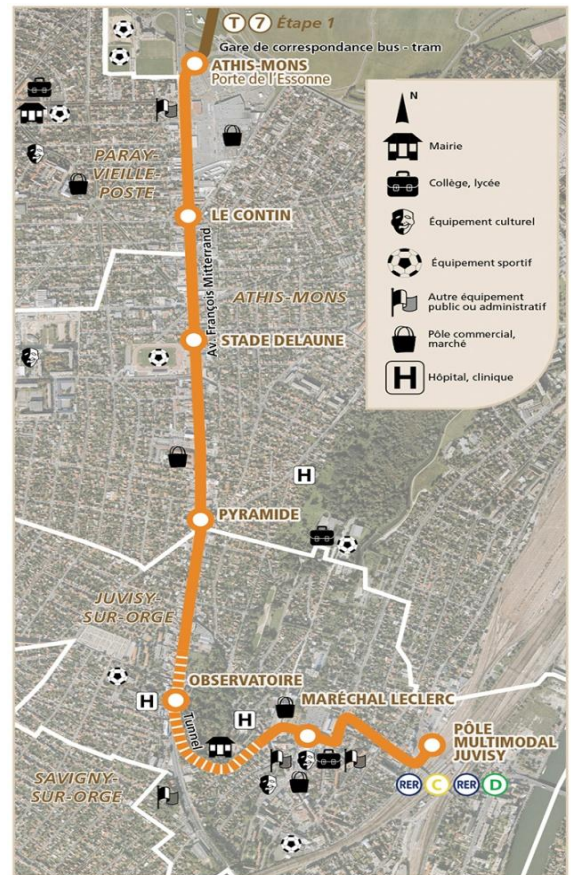 T 7 Étape 1
Gare de correspondance bus - tram
ATHIS-MONS
Porte de l'Essonne
N
Mairie
Collège, lycée
Équipement culturel
Équipement sportif
Autre équipement
public ou administratif
Pôle commercial,
marché
H Hôpital, clinique
PARAY-
VIEILLE-
POSTE
LE CONTIN
Av. François Mitterrand
ATHIS-MONS
STADE DELAUNE
H
PYRAMIDE
JUVISY-
SUR-ORGE
OBSERVATOIRE
H
Tunnel
H
MARÉCHAL LECLERC
PÔLE
MULTIMODAL
JUVISY
RER C RER D
SAVIGNY-
SUR-ORGE